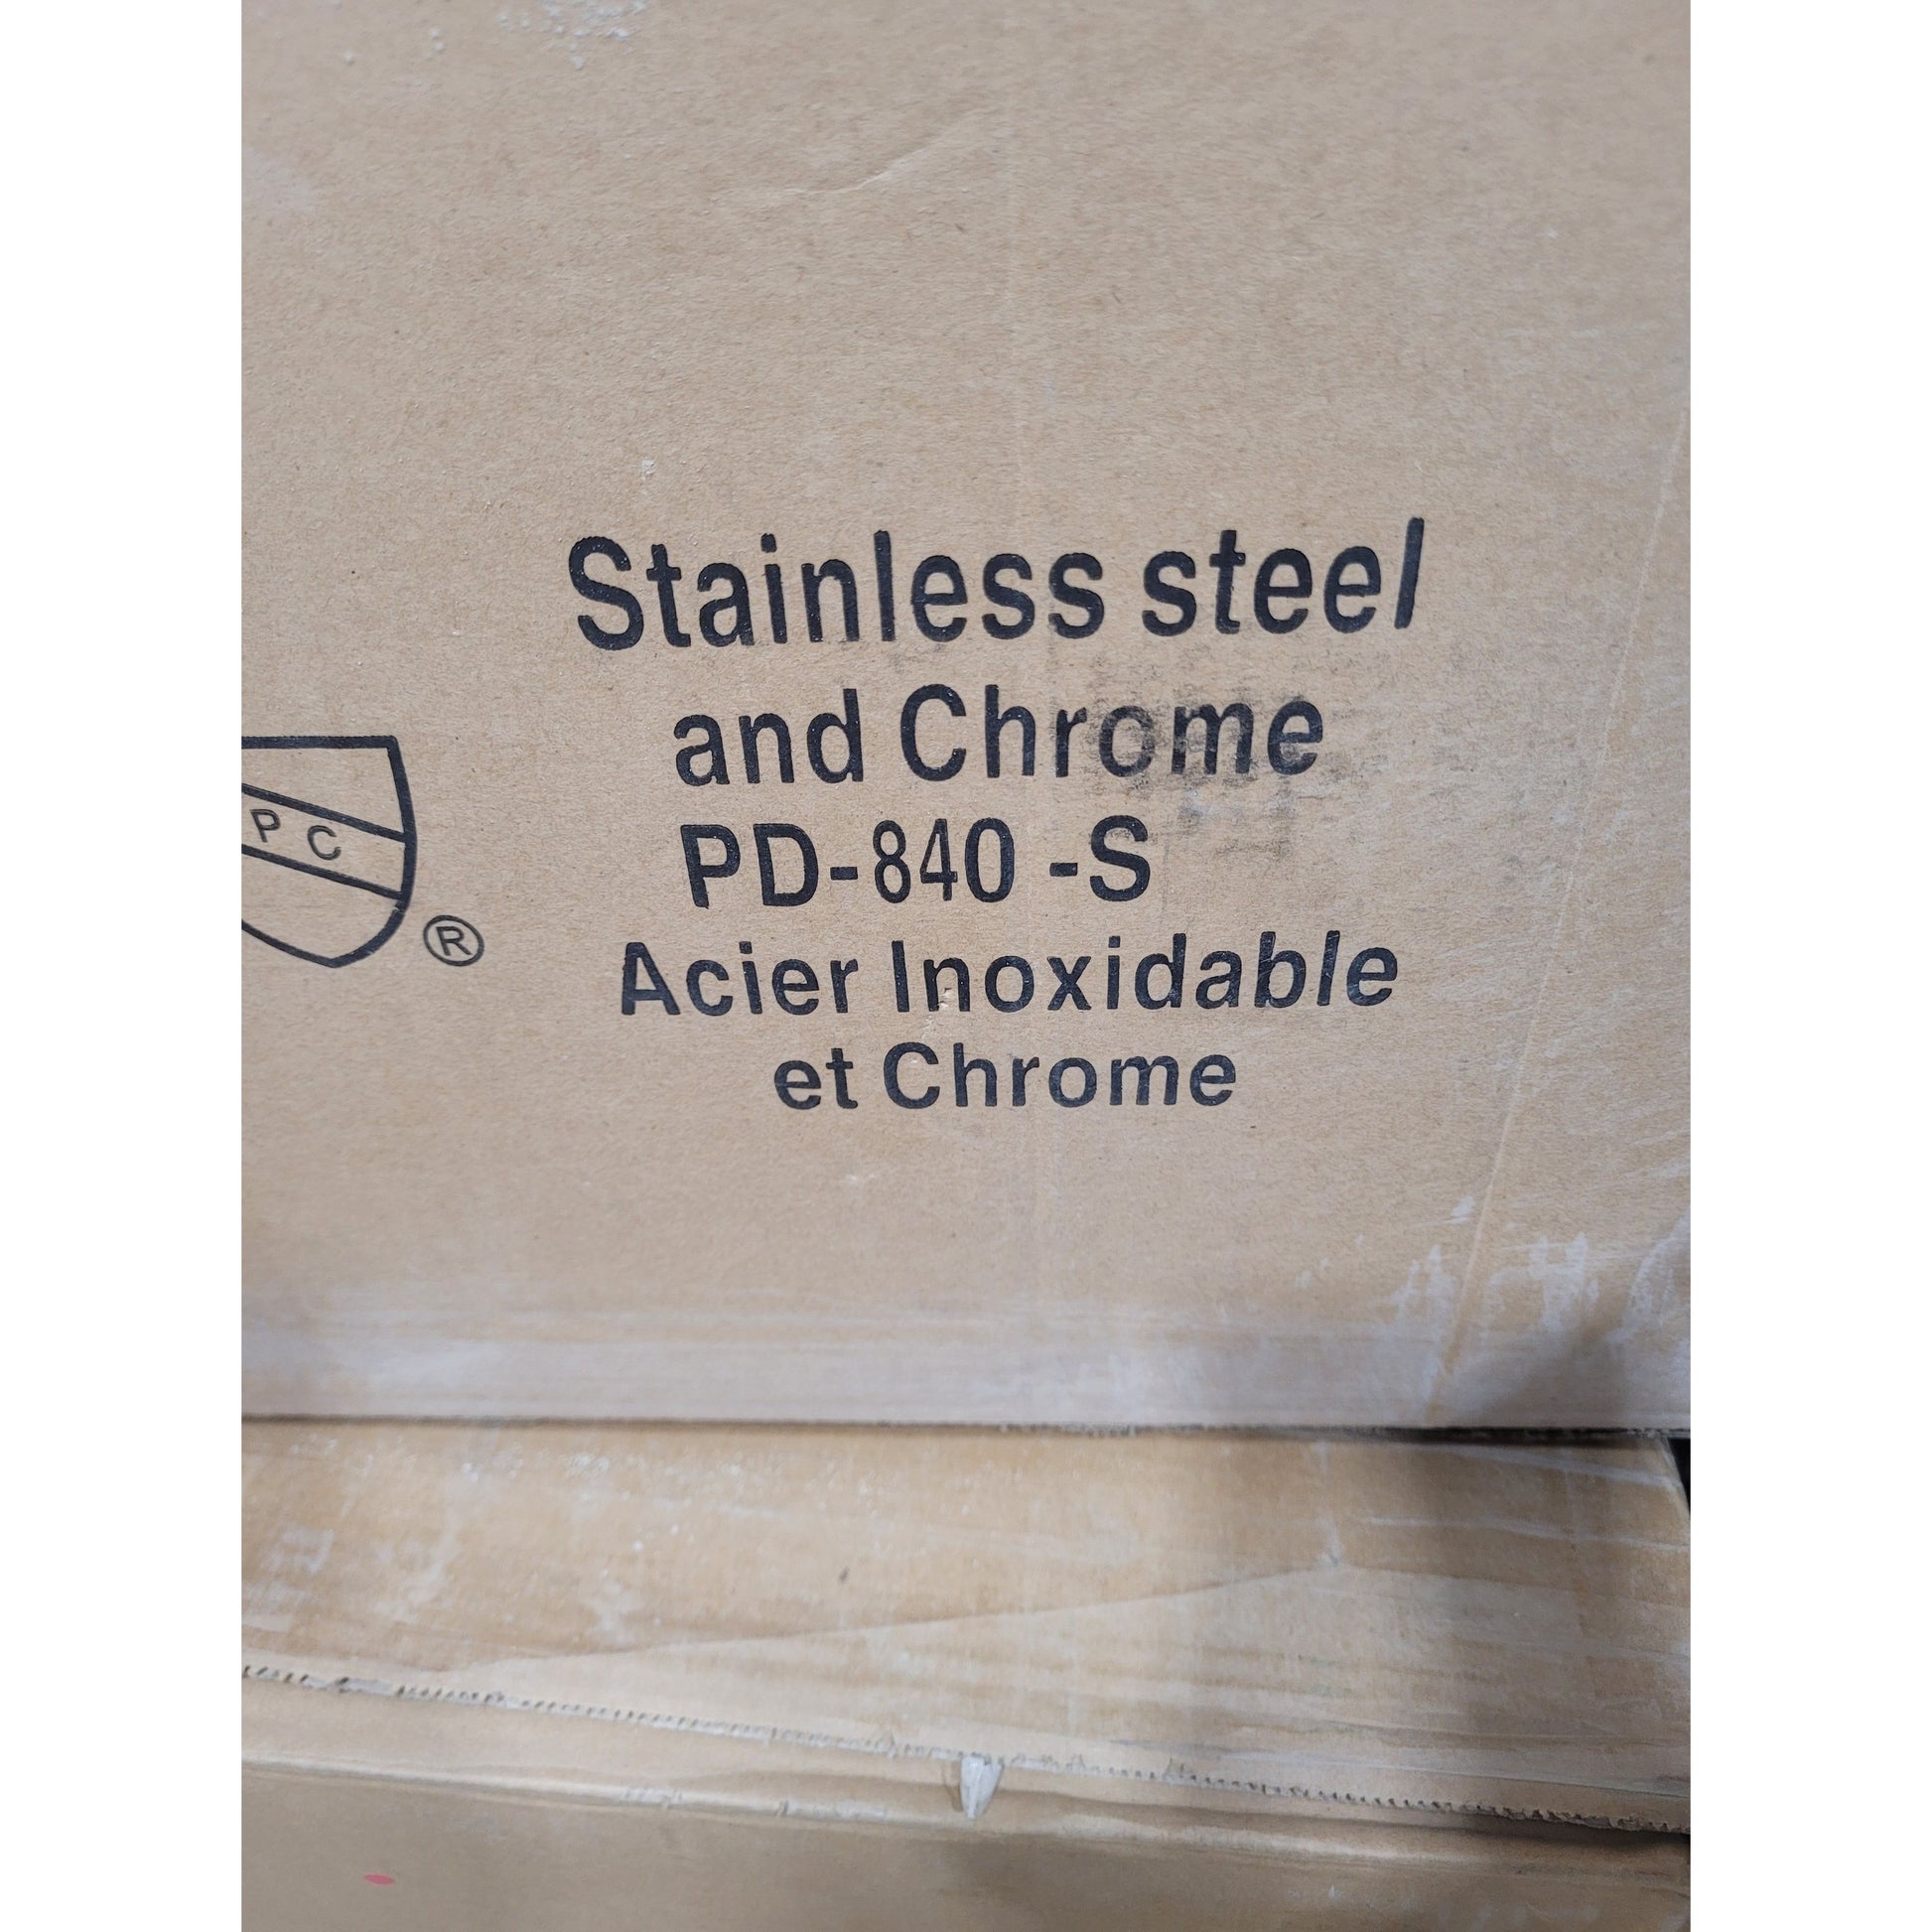 Stainless steel
and Chrome
PD-840 -S
Acier Inoxidable
et Chrome
P C
®